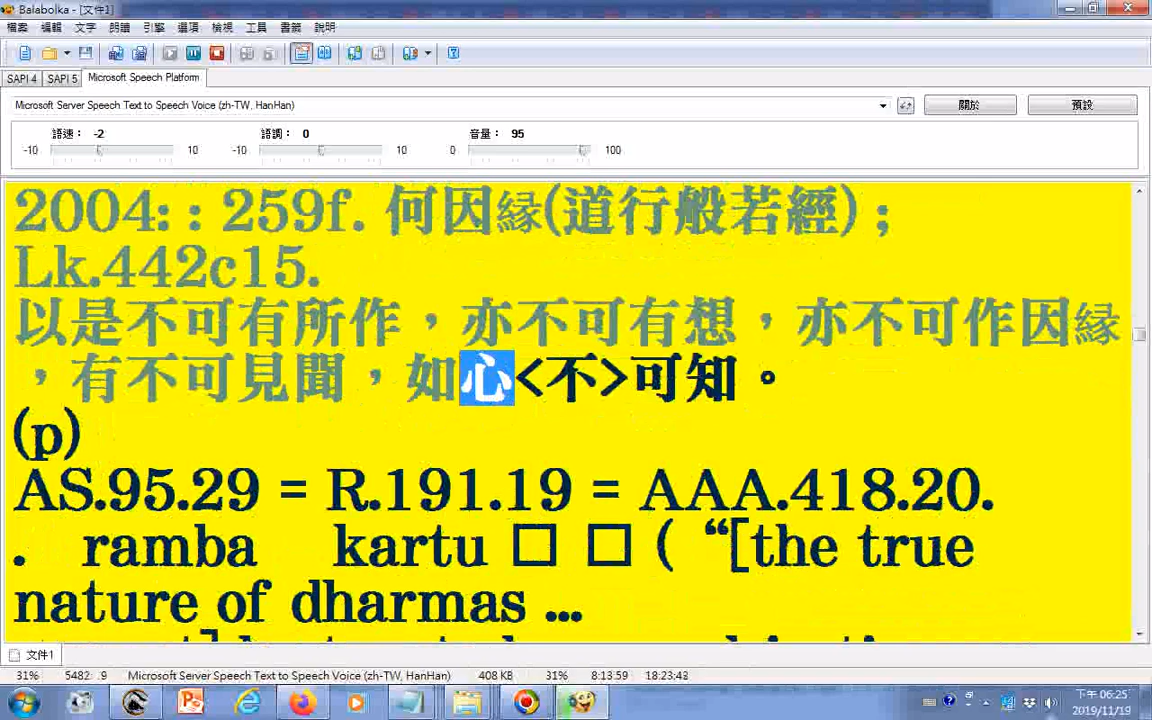 Balabolka - [文件1]
檔案 編輯 文字 朗讀 引擎 選項 檢視 工具 書籤 說明
SAPI 4 SAPI 5 Microsoft Speech Platform
Microsoft Server Speech Text to Speech Voice (zh-TW, HanHan) 關於 預設
語速： -2 語調： 0 音量： 95
-10 10 -10 10 0 100
2004: : 259f. 何因緣(道行般若經) ;
Lk.442c15.
以是不可有所作，亦不可有想，亦不可作因緣
，有不可見聞，如心<不>可知。
(p)
AS.95.29 = R.191.19 = AAA.418.20.
. ramba kartu □ □ ( “[the true
nature of dharmas ...
文件1
31% 5482: .9 Microsoft Server Speech Text to Speech Voice (zh-TW, HanHan) 408 KB 31% 8:13:59 18:23:43
下午 06:25
2019/11/19